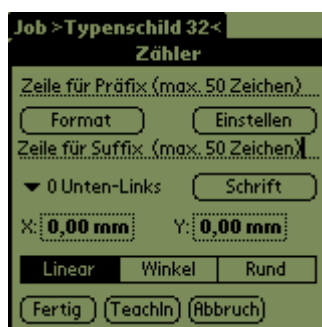 Job >Typenschild 32<
Zähler
Zeile für Präfix (max. 50 Zeichen)
Format Einstellen
Zeile für Suffix (max. 50 Zeichen)
0 Unten-Links Schrift
X: 0,00 mm Y: 0,00 mm
Linear Winkel Rund
Fertig TeachIn Abbruch